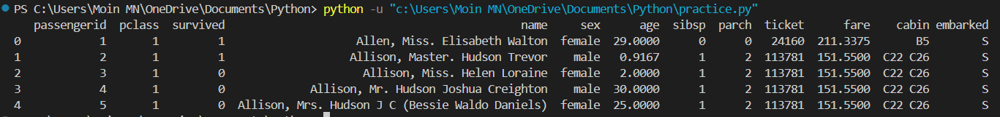 PS C:\Users\Moin MN\OneDrive\Documents\Python> python -u "c:\Users\Moin MN\OneDrive\Documents\Python\practice.py"
passengerid pclass survived name sex age sibsp parch ticket fare cabin embarked
0 1 1 1 Allen, Miss. Elisabeth Walton female 29.0000 0 0 24160 211.3375 B5 S
1 2 1 1 Allison, Master. Hudson Trevor male 0.9167 1 2 113781 151.5500 C22 C26 S
2 3 1 0 Allison, Miss. Helen Loraine female 2.0000 1 2 113781 151.5500 C22 C26 S
3 4 1 0 Allison, Mr. Hudson Joshua Creighton male 30.0000 1 2 113781 151.5500 C22 C26 S
4 5 1 0 Allison, Mrs. Hudson J C (Bessie Waldo Daniels) female 25.0000 1 2 113781 151.5500 C22 C26 S